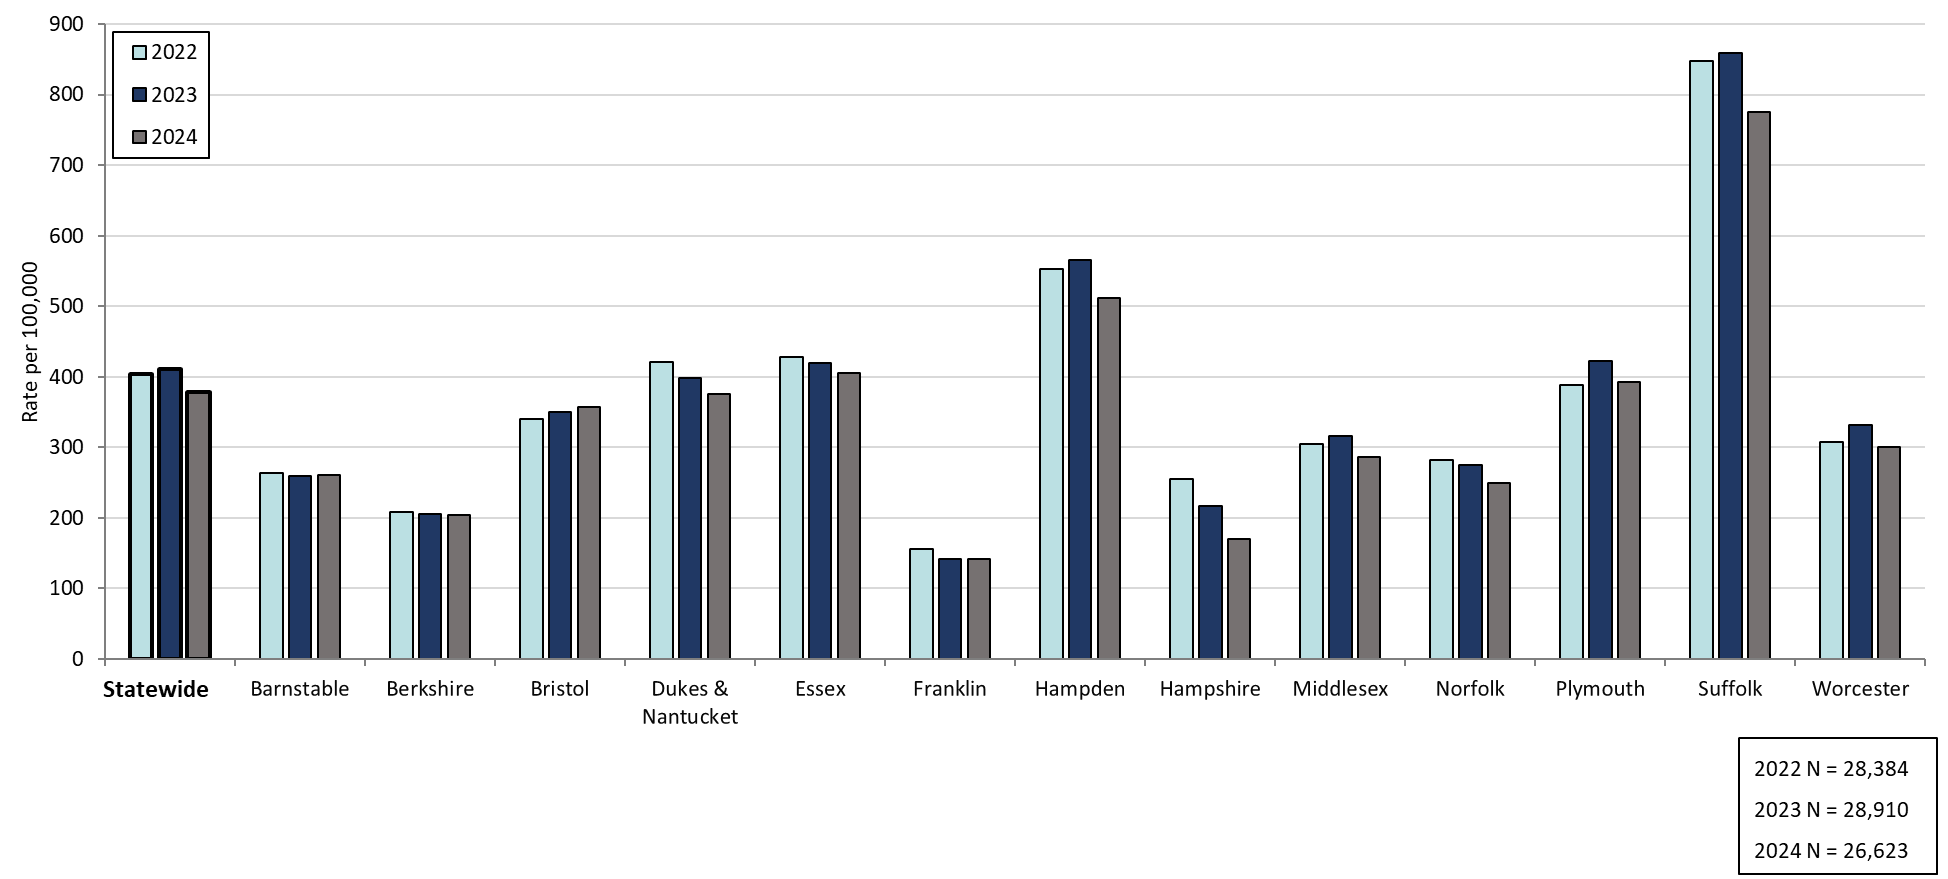 900
800
700
600
500
400
300
200
100
0
Rate per 100,000
2022
2023
2024
Statewide
Barnstable
Berkshire
Bristol
Dukes &
Nantucket
Essex
Franklin
Hampden
Hampshire
Middlesex
Norfolk
Plymouth
Suffolk
Worcester
2022 N = 28,384
2023 N = 28,910
2024 N = 26,623